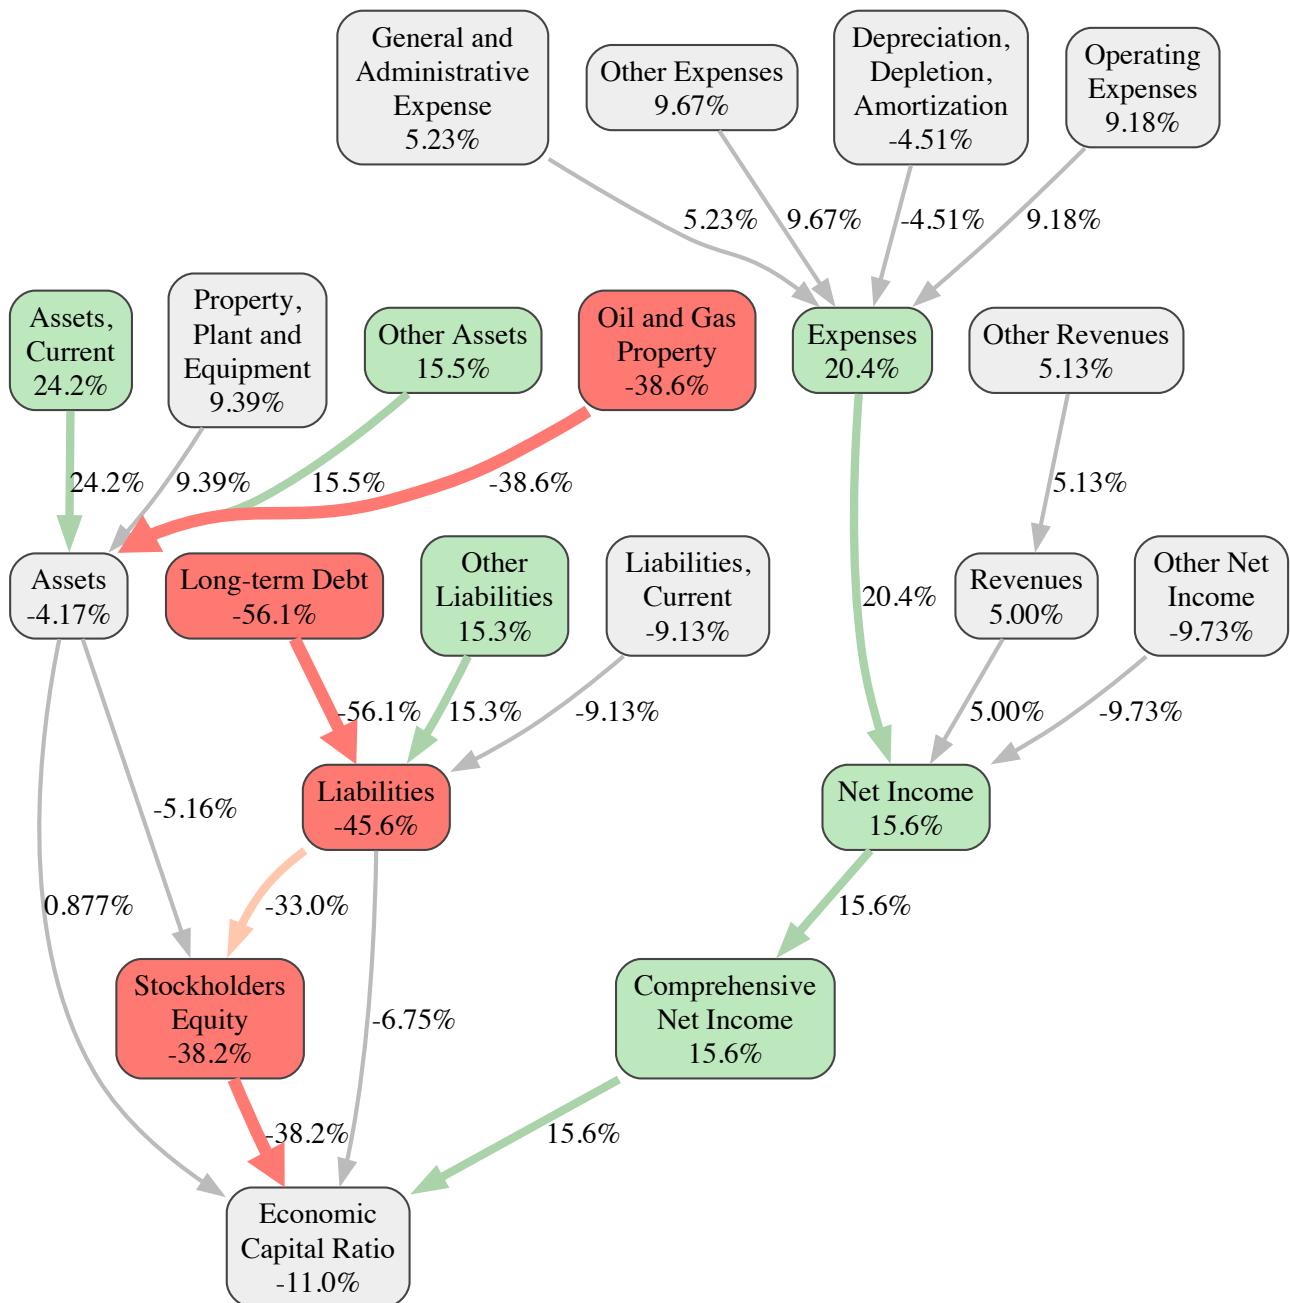 General and
Administrative
Expense
5.23%
Other Expenses
9.67%
Depreciation,
Depletion,
Amortization
-4.51%
Operating
Expenses
9.18%
5.23%
9.67%
-4.51%
9.18%
Assets,
Current
24.2%
Property,
Plant and
Equipment
9.39%
Other Assets
15.5%
Oil and Gas
Property
-38.6%
Expenses
20.4%
Other Revenues
5.13%
24.2%
9.39%
15.5%
-38.6%
5.13%
Assets
-4.17%
Long-term Debt
-56.1%
Other
Liabilities
15.3%
Liabilities,
Current
-9.13%
20.4%
Revenues
5.00%
Other Net
Income
-9.73%
-56.1%
15.3%
-9.13%
5.00%
-9.73%
-5.16%
Liabilities
-45.6%
Net Income
15.6%
0.877%
-33.0%
15.6%
Stockholders
Equity
-38.2%
-6.75%
Comprehensive
Net Income
15.6%
-38.2%
15.6%
Economic
Capital Ratio
-11.0%